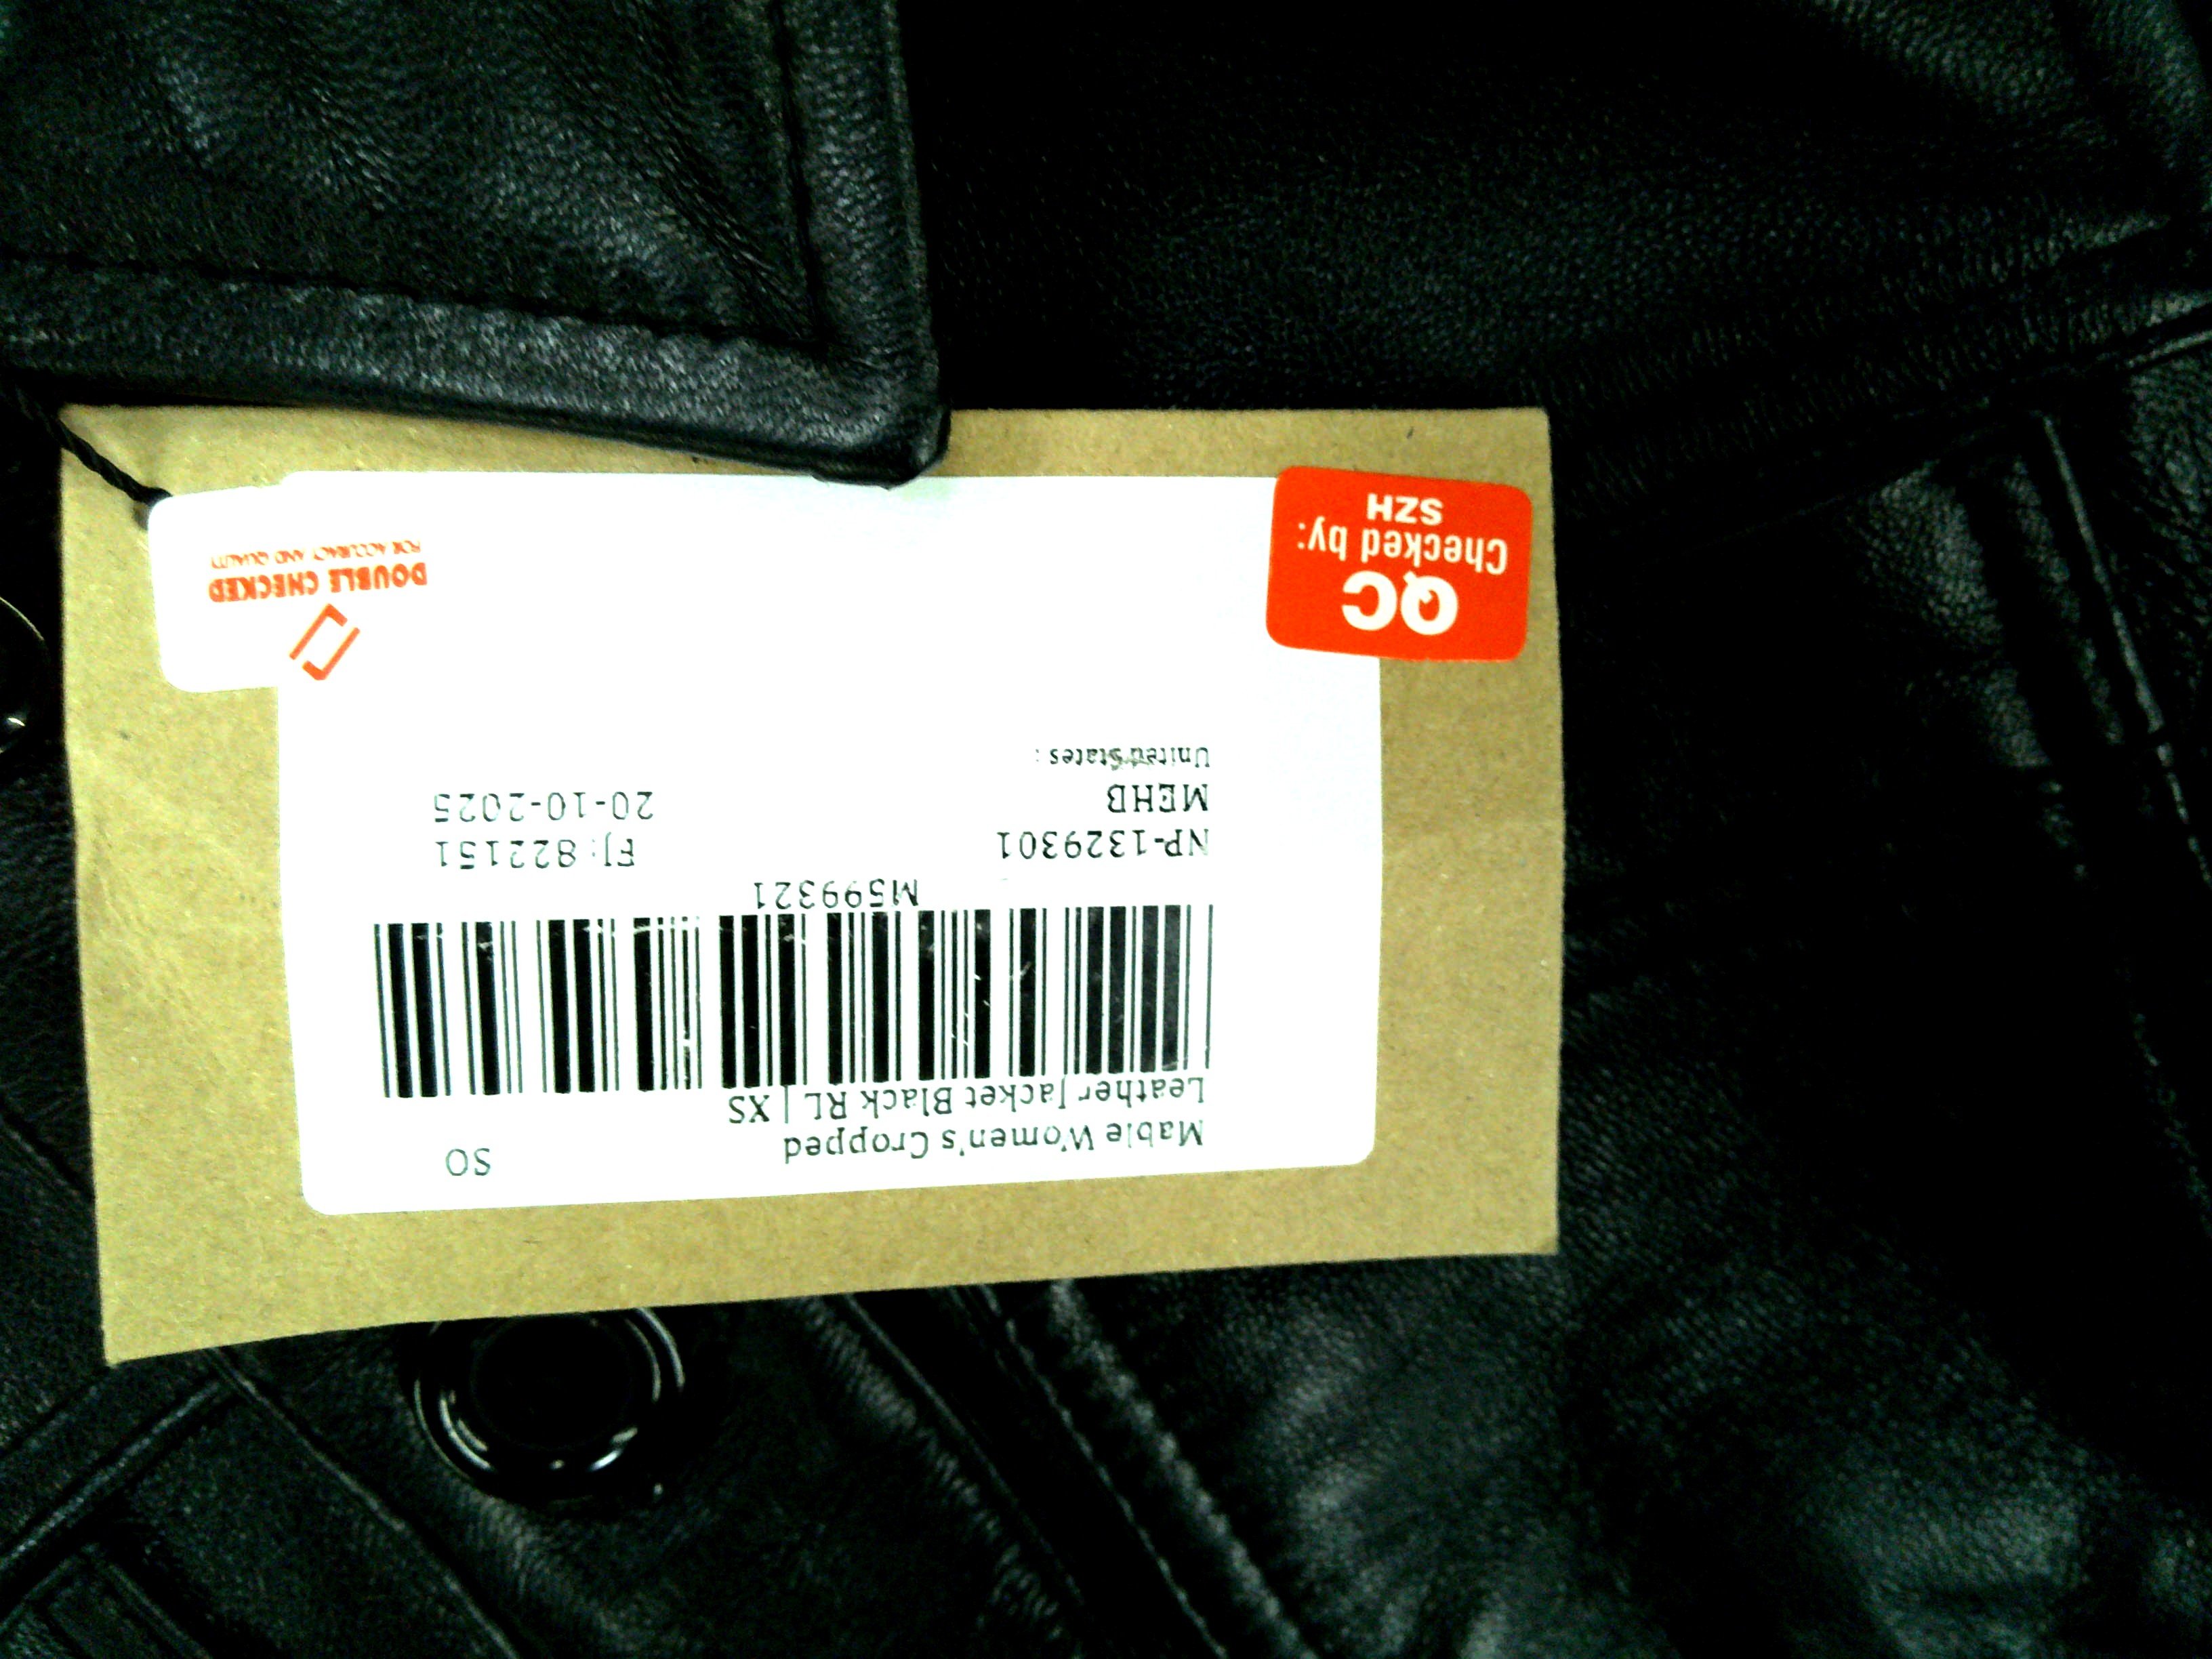 Mable Women's Cropped
Leather Jacket Black RL | XS
SO
M599321
NP-1329301
FJ: 822151
MEHB
20-10-2025
United States :
QC
Checked by:
SZH
DOUBLE CHECKED
FOR ACCURACY AND QUALITY